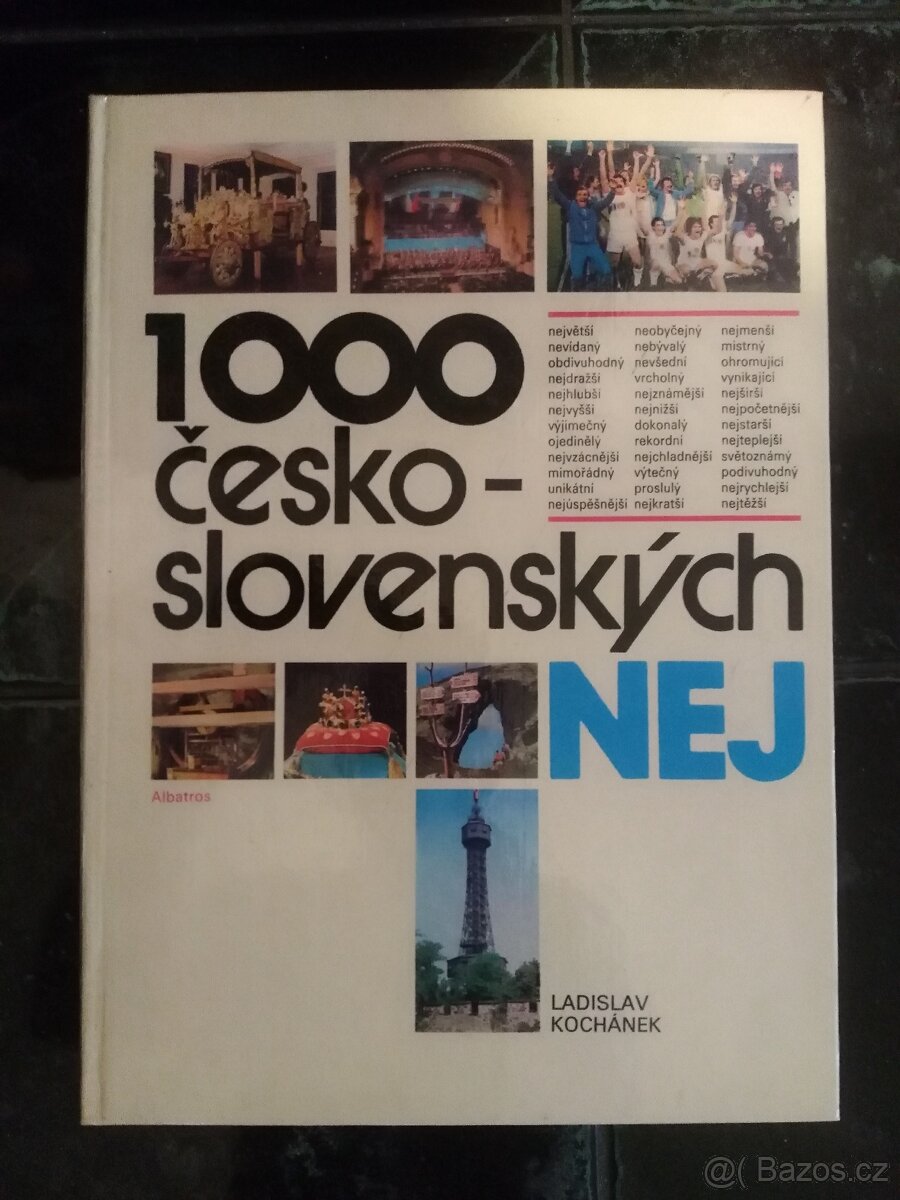 1000
česko-
slovenských
NEJ
největší neobyčejný nejmenší
nevídaný nebývalý mistrný
obdivuhodný nevšední ohromující
nejdražší vrcholný vynikající
nejhlubší nejznámější nejširší
nejvyšší nejnižší nejpočetnější
výjimečný dokonalý nejstarší
ojedinělý rekordní nejteplejší
nejvzácnější nejchladnější světoznámý
mimořádný výtečný podivuhodný
unikátní proslulý nejrychlejší
nejúspěšnější nejkratší nejtěžší
Albatros
LADISLAV
KOCHÁNEK
@( Bazos.cz